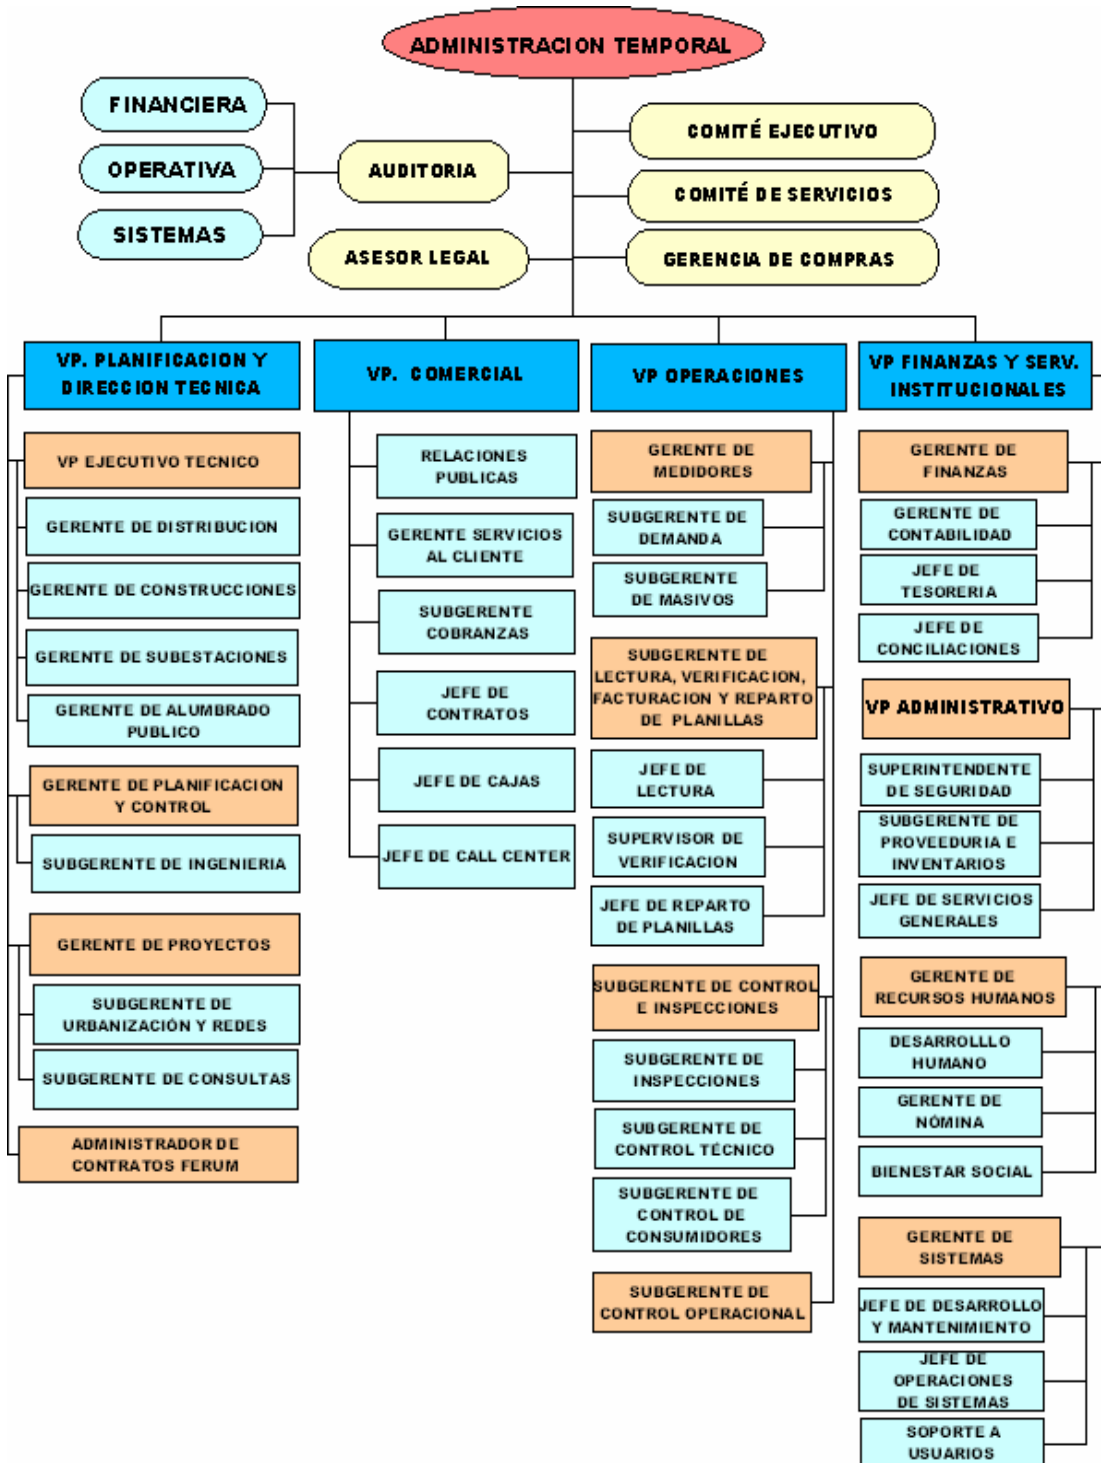 ADMINISTRACION TEMPORAL
FINANCIERA
OPERATIVA
SISTEMAS
AUDITORIA
ASESOR LEGAL
COMITÉ EJECUTIVO
COMITÉ DE SERVICIOS
GERENCIA DE COMPRAS
VP. PLANIFICACION Y
DIRECCION TECNICA
VP EJECUTIVO TECNICO
GERENTE DE DISTRIBUCION
GERENTE DE CONSTRUCCIONES
GERENTE DE SUBESTACIONES
GERENTE DE ALUMBRADO
PUBLICO
GERENTE DE PLANIFICACION
Y CONTROL
SUBGERENTE DE INGENIERIA
GERENTE DE PROYECTOS
SUBGERENTE DE
URBANIZACIÓN Y REDES
SUBGERENTE DE CONSULTAS
ADMINISTRADOR DE
CONTRATOS FERUM
VP. COMERCIAL
RELACIONES
PUBLICAS
GERENTE SERVICIOS
AL CLIENTE
SUBGERENTE
COBRANZAS
JEFE DE
CONTRATOS
JEFE DE CAJAS
JEFE DE CALL CENTER
VP OPERACIONES
GERENTE DE
MEDIDORES
SUBGERENTE DE
DEMANDA
SUBGERENTE
DE MASIVOS
SUBGERENTE DE
LECTURA, VERIFICACION,
FACTURACION Y REPARTO
DE PLANILLAS
JEFE DE
LECTURA
SUPERVISOR DE
VERIFICACION
JEFE DE REPARTO
DE PLANILLAS
SUBGERENTE DE CONTROL
E INSPECCIONES
SUBGERENTE DE
INSPECCIONES
SUBGERENTE DE
CONTROL TÉCNICO
SUBGERENTE DE
CONTROL DE
CONSUMIDORES
SUBGERENTE DE
CONTROL OPERACIONAL
VP FINANZAS Y SERV.
INSTITUCIONALES
GERENTE DE
FINANZAS
GERENTE DE
CONTABILIDAD
JEFE DE
TESORERIA
JEFE DE
CONCILIACIONES
VP ADMINISTRATIVO
SUPERINTENDENTE
DE SEGURIDAD
SUBGERENTE DE
PROVEEDURIA E
INVENTARIOS
JEFE DE SERVICIOS
GENERALES
GERENTE DE
RECURSOS HUMANOS
DESARROLLLO
HUMANO
GERENTE DE
NÓMINA
BIENESTAR SOCIAL
GERENTE DE
SISTEMAS
JEFE DE DESARROLLO
Y MANTENIMIENTO
JEFE DE
OPERACIONES
DE SISTEMAS
SOPORTE A
USUARIOS